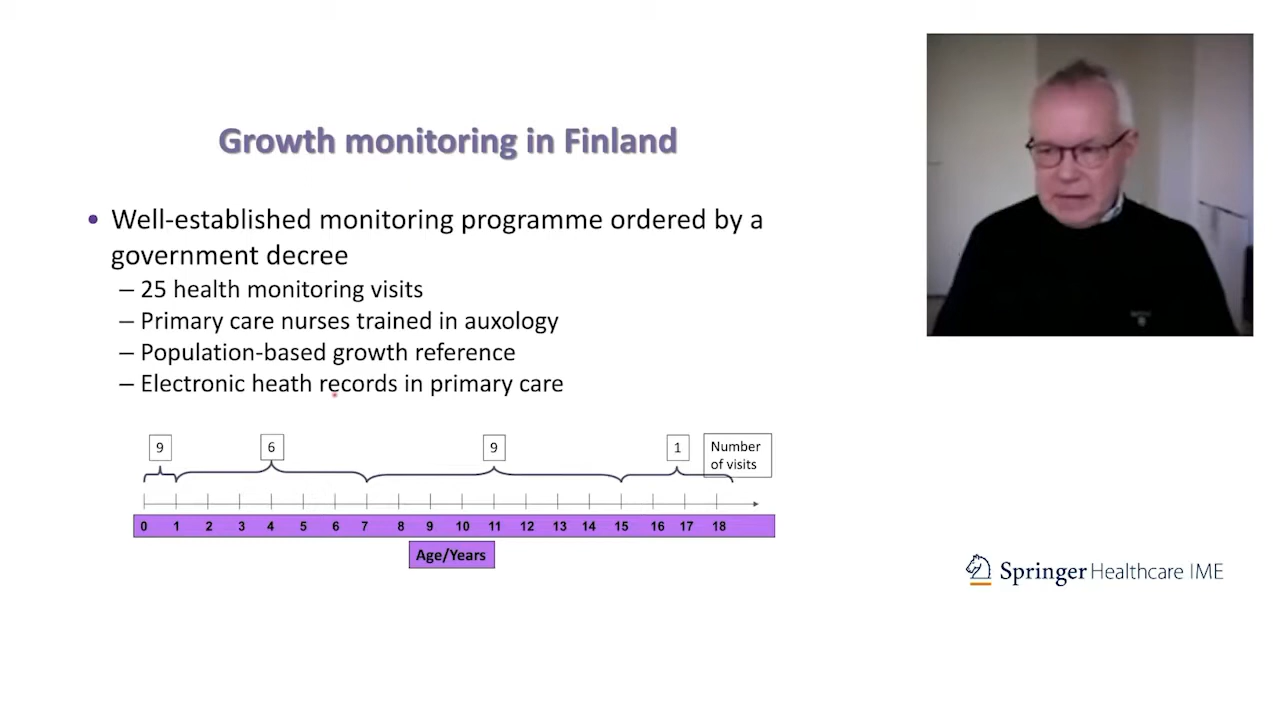 Growth monitoring in Finland
• Well-established monitoring programme ordered by a
government decree
– 25 health monitoring visits
– Primary care nurses trained in auxology
– Population-based growth reference
– Electronic heath records in primary care
9 6 9 1 Number
of visits
0 1 2 3 4 5 6 7 8 9 10 11 12 13 14 15 16 17 18
Age/Years
Springer Healthcare IME